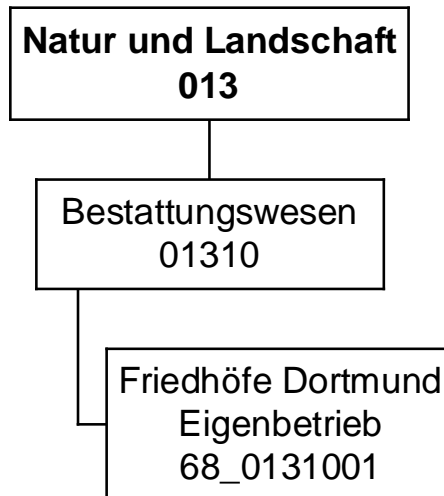 Natur und Landschaft
013
Bestattungswesen
01310
Friedhöfe Dortmund
Eigenbetrieb
68_0131001